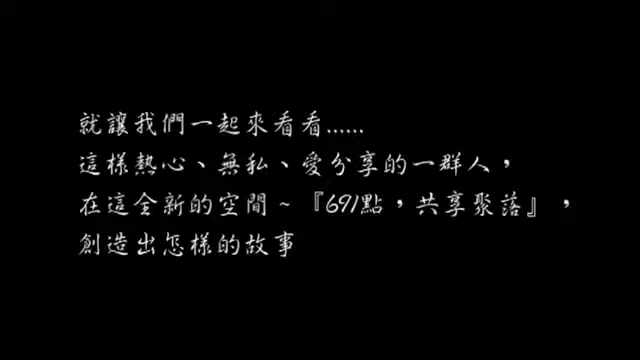 就讓我們一起來看看......
這樣熱心、無私、愛分享的一群人，
在這全新的空間~『691點，共享聚落』，
創造出怎樣的故事